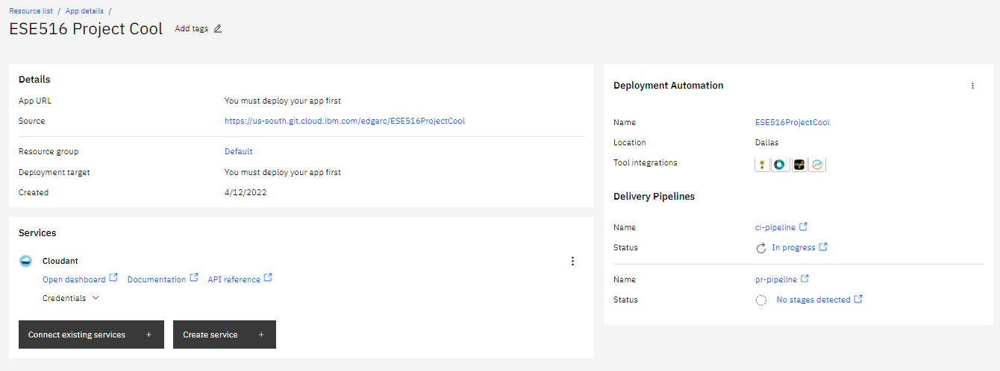 Resource list / App details /
ESE516 Project Cool Add tags
Details
App URL You must deploy your app first
Source https://us-south.git.cloud.ibm.com/edgarc/ESE516ProjectCool
Resource group Default
Deployment target You must deploy your app first
Created 4/12/2022
Services
Cloudant
Open dashboard Documentation API reference
Credentials
Connect existing services +
Create service +
Deployment Automation
Name ESE516ProjectCool
Location Dallas
Tool integrations
Delivery Pipelines
Name ci-pipeline
Status In progress
Name pr-pipeline
Status No stages detected